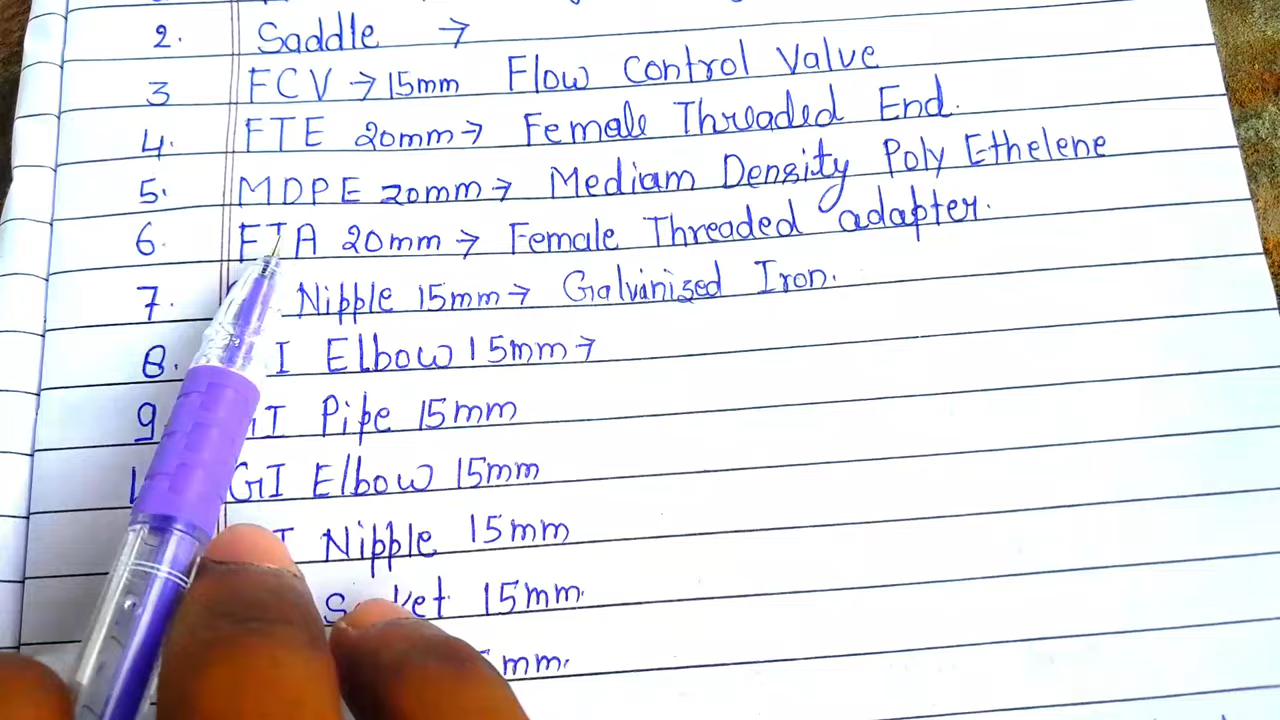 2. Saddle →
3 FCV → 15mm Flow Control Valve
4. FTE 20mm → Female Threaded End.
5. MDPE 20mm → Mediam Density Poly Ethelene
6. FTA 20mm → Female Threaded adapter.
7. Nipple 15mm → Galvanised Iron.
8. I Elbow 15mm →
9 GI Pipe 15mm
GI Elbow 15mm
I Nipple 15mm
Socket 15mm.
mm.